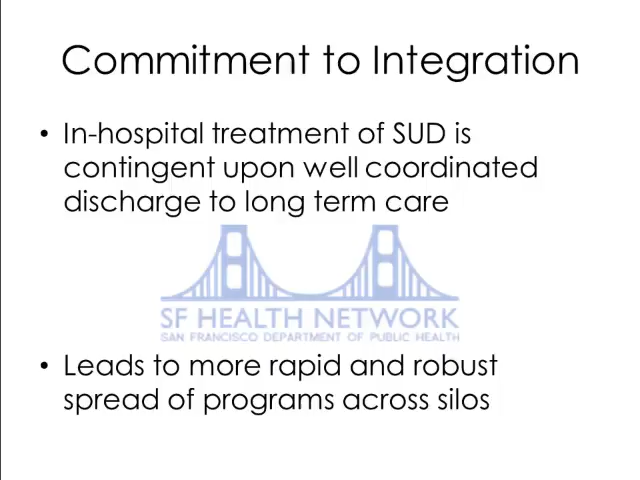 Commitment to Integration
• In-hospital treatment of SUD is
contingent upon well coordinated
discharge to long term care
SF HEALTH NETWORK
SAN FRANCISCO DEPARTMENT OF PUBLIC HEALTH
• Leads to more rapid and robust
spread of programs across silos